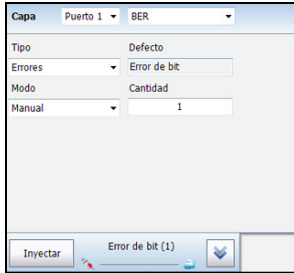 Capa Puerto 1 BER
Tipo Defecto
Errores Error de bit
Modo Cantidad
Manual 1
Inyectar Error de bit (1)